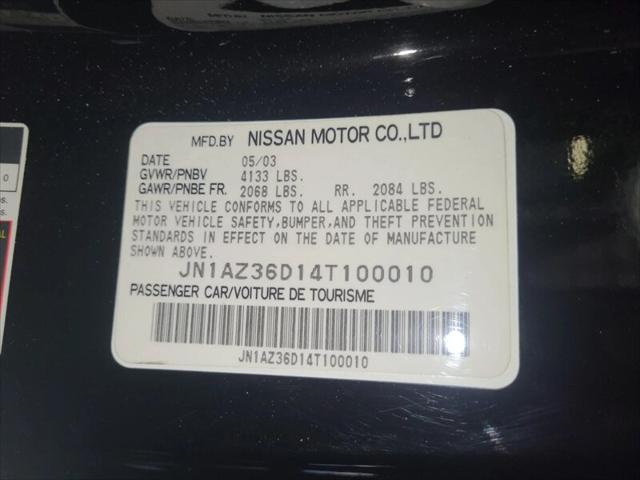 MFD.BY NISSAN MOTOR CO.,LTD
DATE 05/03
GVWR/PNBV 4133 LBS.
GAWR/PNBE FR. 2068 LBS. RR. 2084 LBS.
THIS VEHICLE CONFORMS TO ALL APPLICABLE FEDERAL
MOTOR VEHICLE SAFETY,BUMPER,AND THEFT PREVENTION
STANDARDS IN EFFECT ON THE DATE OF MANUFACTURE
SHOWN ABOVE.
JN1AZ36D14T100010
PASSENGER CAR/VOITURE DE TOURISME
JN1AZ36D14T100010